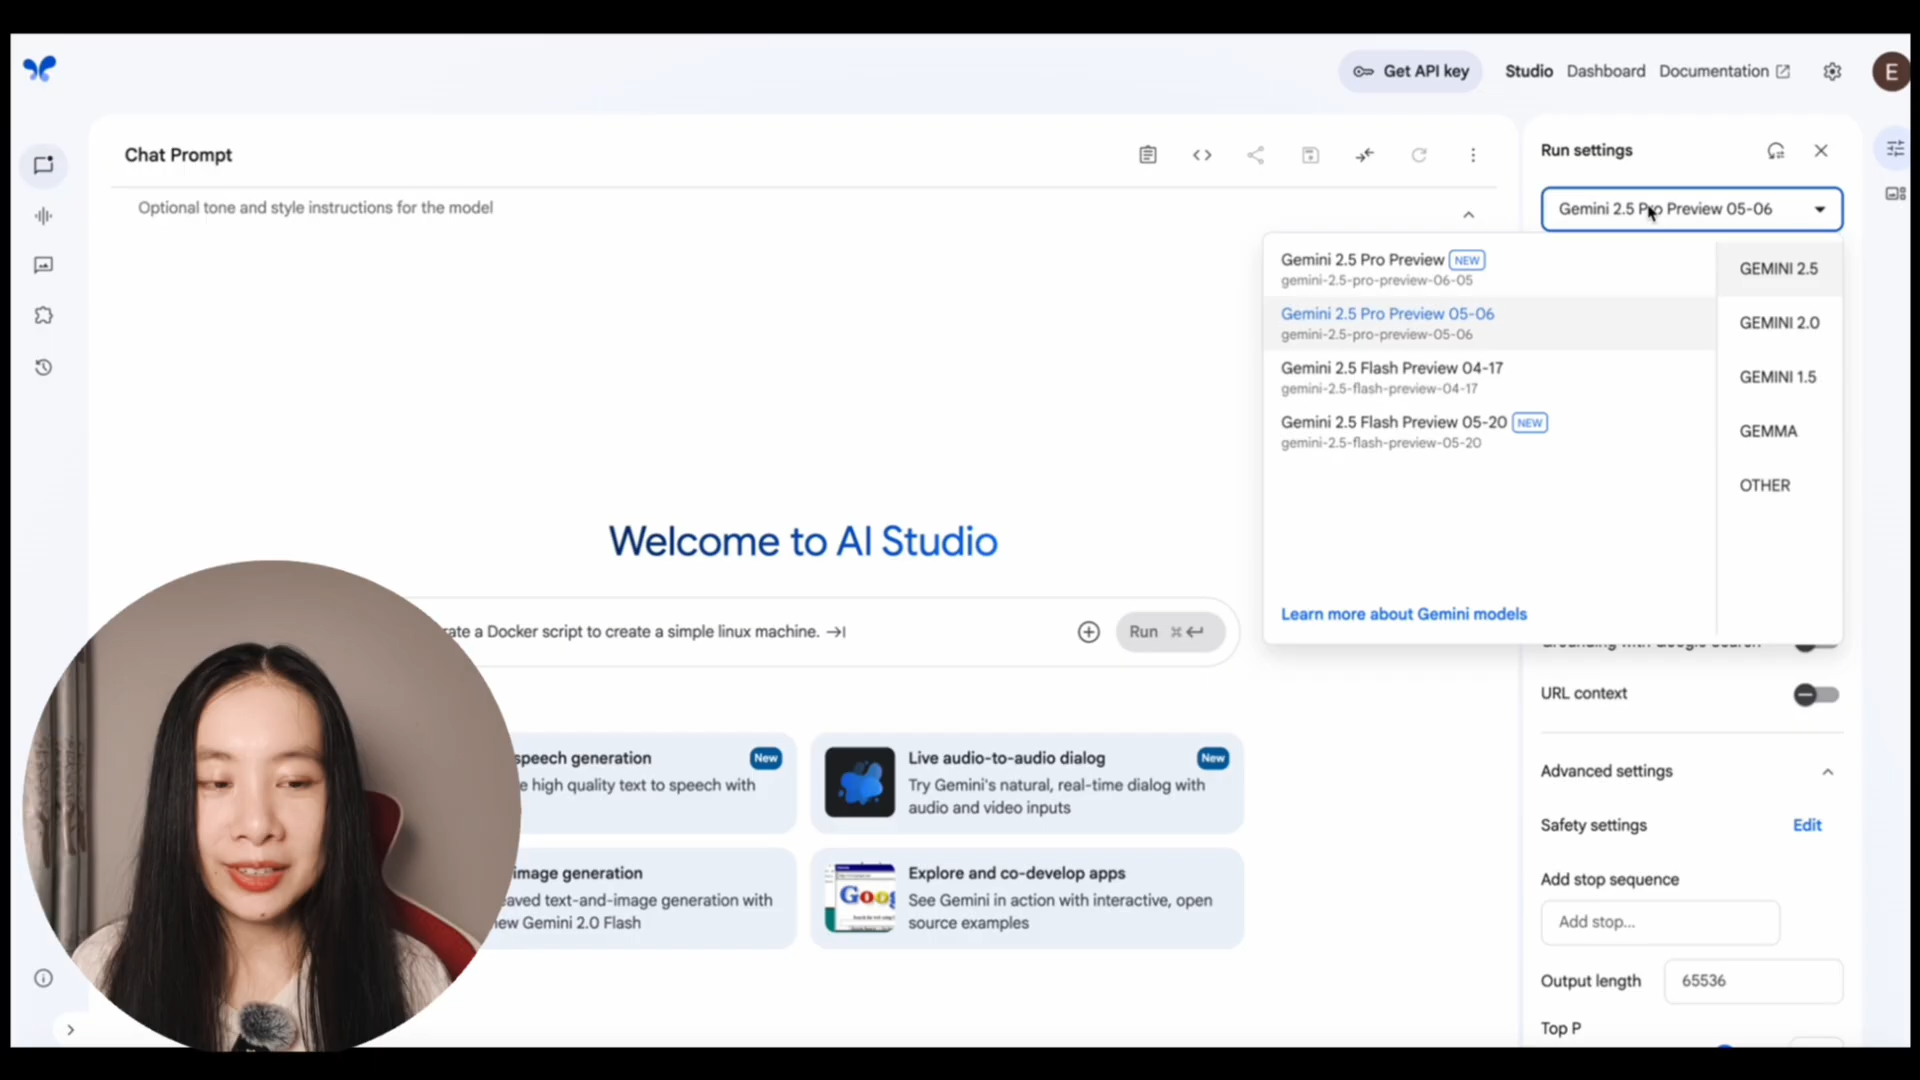 Get API key
Studio
Dashboard
Documentation
E
Chat Prompt
Optional tone and style instructions for the model
Run settings
Gemini 2.5 Pro Preview 05-06
Gemini 2.5 Pro Preview NEW
gemini-2.5-pro-preview-06-05
Gemini 2.5 Pro Preview 05-06
gemini-2.5-pro-preview-05-06
Gemini 2.5 Flash Preview 04-17
gemini-2.5-flash-preview-04-17
Gemini 2.5 Flash Preview 05-20 NEW
gemini-2.5-flash-preview-05-20
Learn more about Gemini models
GEMINI 2.5
GEMINI 2.0
GEMINI 1.5
GEMMA
OTHER
Welcome to AI Studio
rate a Docker script to create a simple linux machine.
Run ⌘
speech generation New
e high quality text to speech with
Live audio-to-audio dialog New
Try Gemini's natural, real-time dialog with
audio and video inputs
image generation
eaved text-and-image generation with
new Gemini 2.0 Flash
Explore and co-develop apps
See Gemini in action with interactive, open
source examples
URL context
Advanced settings
Safety settings Edit
Add stop sequence
Add stop...
Output length 65536
Top P